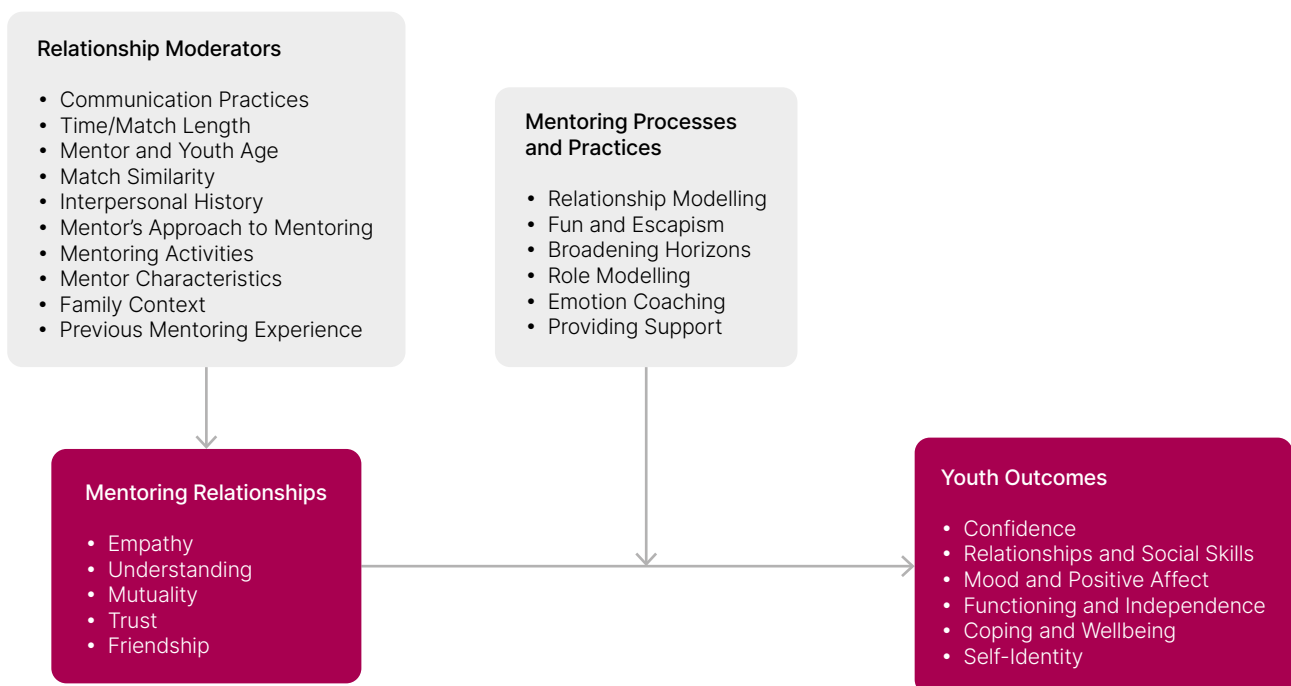 Relationship Moderators
• Communication Practices
• Time/Match Length
• Mentor and Youth Age
• Match Similarity
• Interpersonal History
• Mentor’s Approach to Mentoring
• Mentoring Activities
• Mentor Characteristics
• Family Context
• Previous Mentoring Experience
Mentoring Processes
and Practices
• Relationship Modelling
• Fun and Escapism
• Broadening Horizons
• Role Modelling
• Emotion Coaching
• Providing Support
Mentoring Relationships
• Empathy
• Understanding
• Mutuality
• Trust
• Friendship
Youth Outcomes
• Confidence
• Relationships and Social Skills
• Mood and Positive Affect
• Functioning and Independence
• Coping and Wellbeing
• Self-Identity